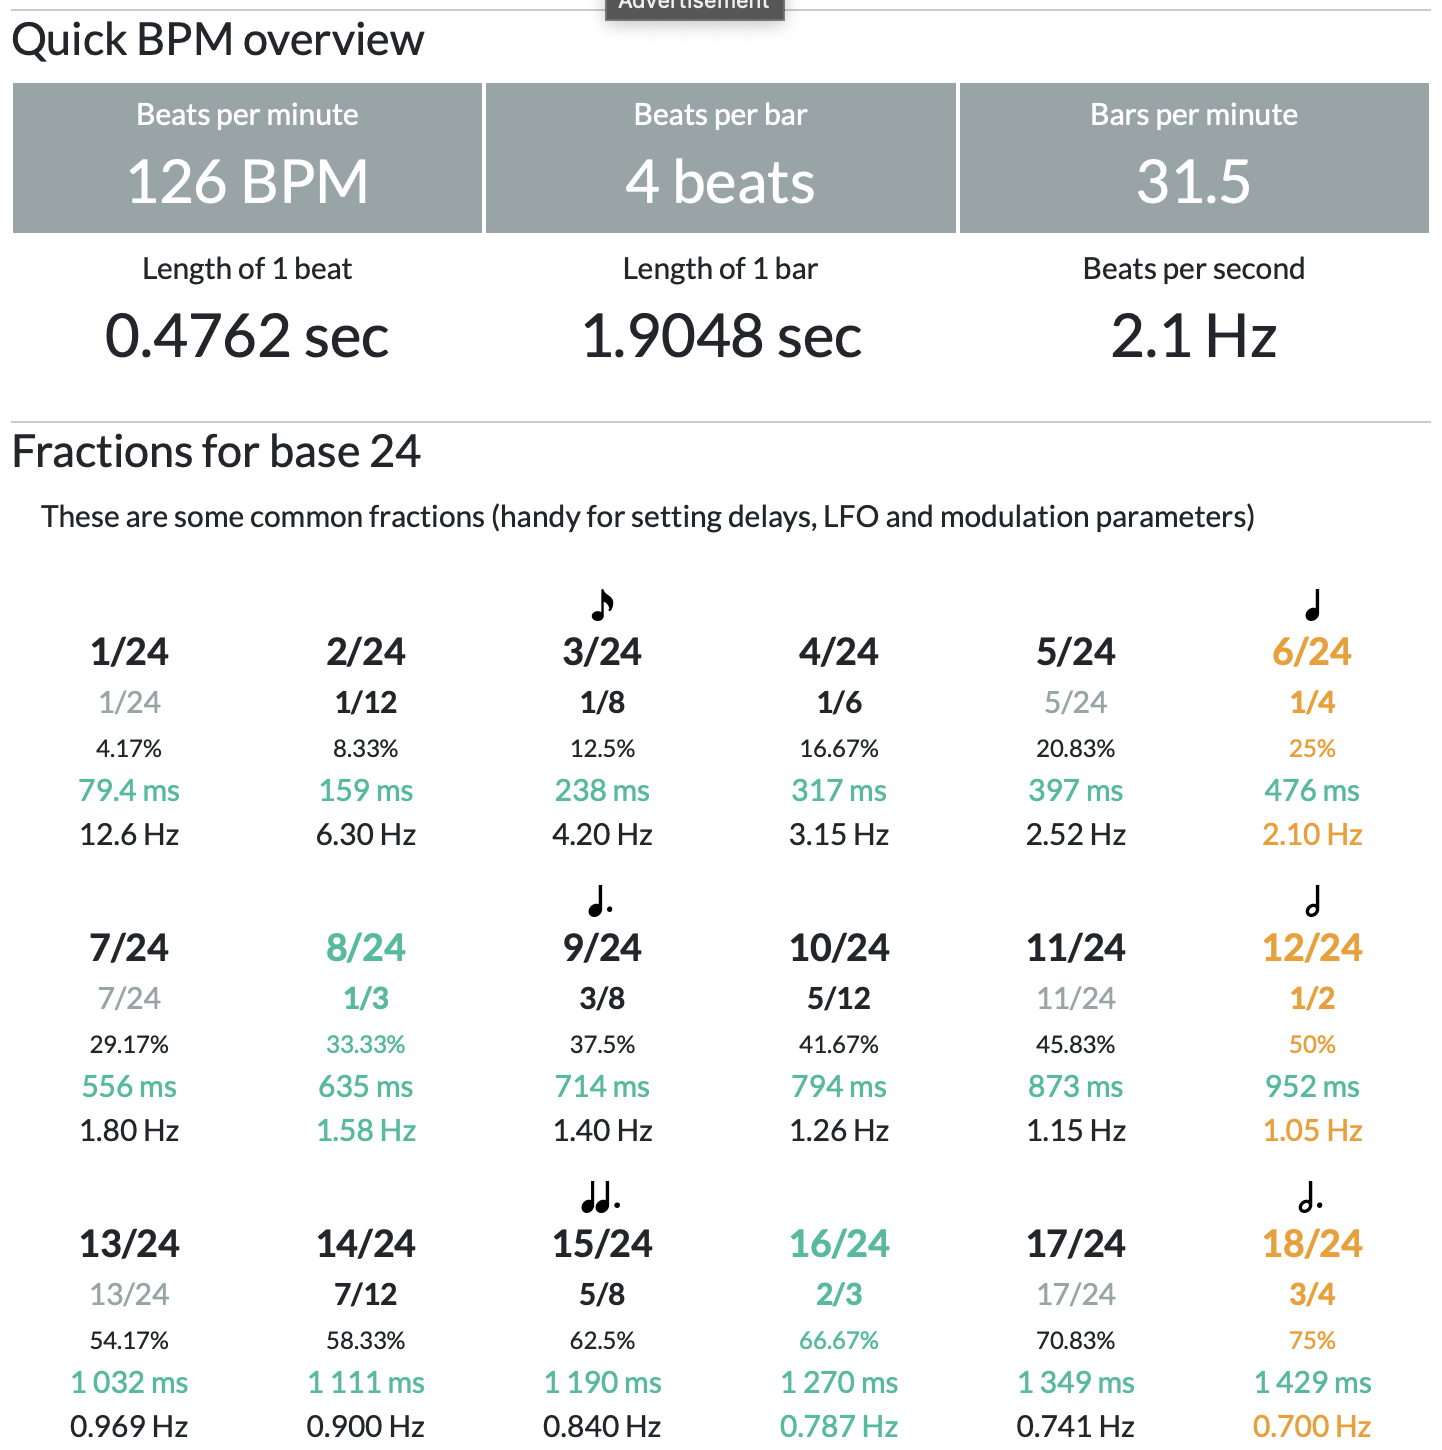 Advertisement
Quick BPM overview
Beats per minute Beats per bar Bars per minute
126 BPM 4 beats 31.5
Length of 1 beat Length of 1 bar Beats per second
0.4762 sec 1.9048 sec 2.1 Hz
Fractions for base 24
These are some common fractions (handy for setting delays, LFO and modulation parameters)
1/24 2/24 3/24 4/24 5/24 6/24
1/24 1/12 1/8 1/6 5/24 1/4
4.17% 8.33% 12.5% 16.67% 20.83% 25%
79.4 ms 159 ms 238 ms 317 ms 397 ms 476 ms
12.6 Hz 6.30 Hz 4.20 Hz 3.15 Hz 2.52 Hz 2.10 Hz
7/24 8/24 9/24 10/24 11/24 12/24
7/24 1/3 3/8 5/12 11/24 1/2
29.17% 33.33% 37.5% 41.67% 45.83% 50%
556 ms 635 ms 714 ms 794 ms 873 ms 952 ms
1.80 Hz 1.58 Hz 1.40 Hz 1.26 Hz 1.15 Hz 1.05 Hz
13/24 14/24 15/24 16/24 17/24 18/24
13/24 7/12 5/8 2/3 17/24 3/4
54.17% 58.33% 62.5% 66.67% 70.83% 75%
1 032 ms 1 111 ms 1 190 ms 1 270 ms 1 349 ms 1 429 ms
0.969 Hz 0.900 Hz 0.840 Hz 0.787 Hz 0.741 Hz 0.700 Hz